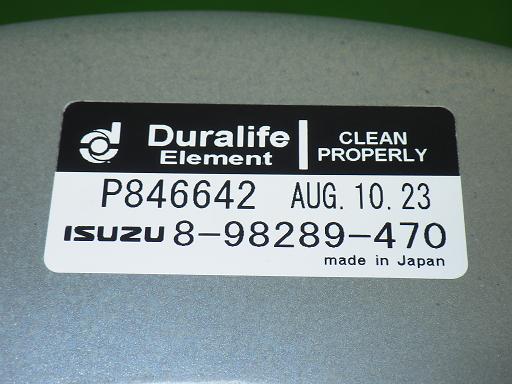 Duralife
Element
CLEAN
PROPERLY
P846642 AUG. 10. 23
ISUZU 8-98289-470
made in Japan